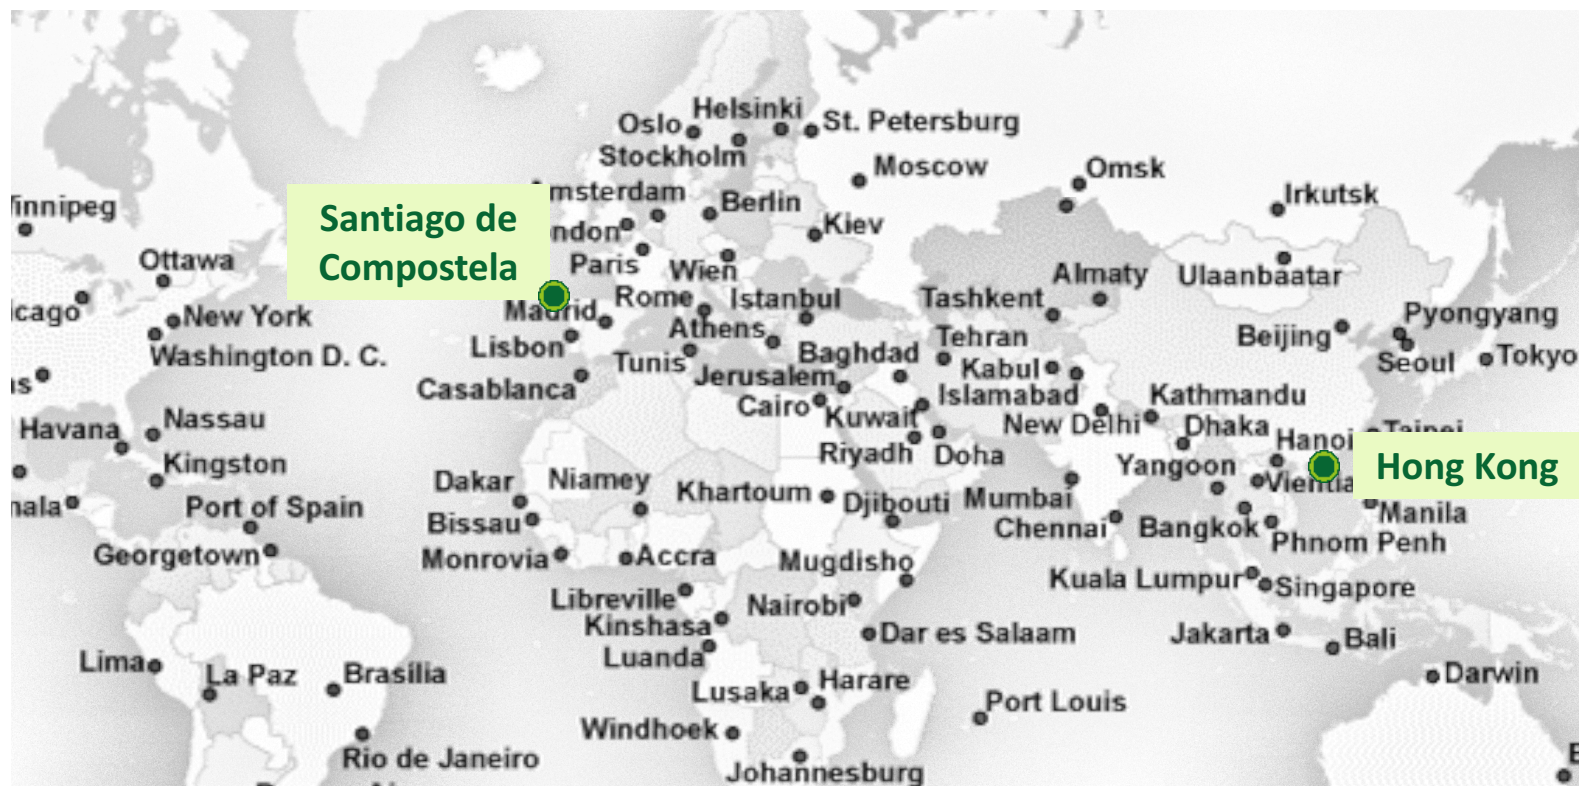 Helsinki
Oslo
St. Petersburg
Stockholm
Moscow
Omsk
Irkutsk
Santiago de
Compostela
Berlin
Kiev
Ottawa
Paris
Wien
Almaty
Ulaanbaatar
New York
Madrid
Rome
Istanbul
Tashkent
Pyongyang
Washington D. C.
Lisbon
Athens
Tehran
Beijing
Seoul
Tokyo
Tunis
Baghdad
Kabul
Casablanca
Jerusalem
Islamabad
Kathmandu
Cairo
Kuwait
New Delhi
Dhaka
Hanoi
Nassau
Havana
Riyadh
Doha
Kingston
Yangoon
Hong Kong
Dakar
Niamey
Khartoum
Djibouti
Mumbai
Port of Spain
Bissau
Chennai
Bangkok
Manila
Phnom Penh
Georgetown
Monrovia
Accra
Mugdisho
Kuala Lumpur
Singapore
Libreville
Nairobi
Kinshasa
Dar es Salaam
Jakarta
Bali
Luanda
Lima
La Paz
Brasília
Lusaka
Harare
Darwin
Port Louis
Windhoek
Rio de Janeiro
Johannesburg